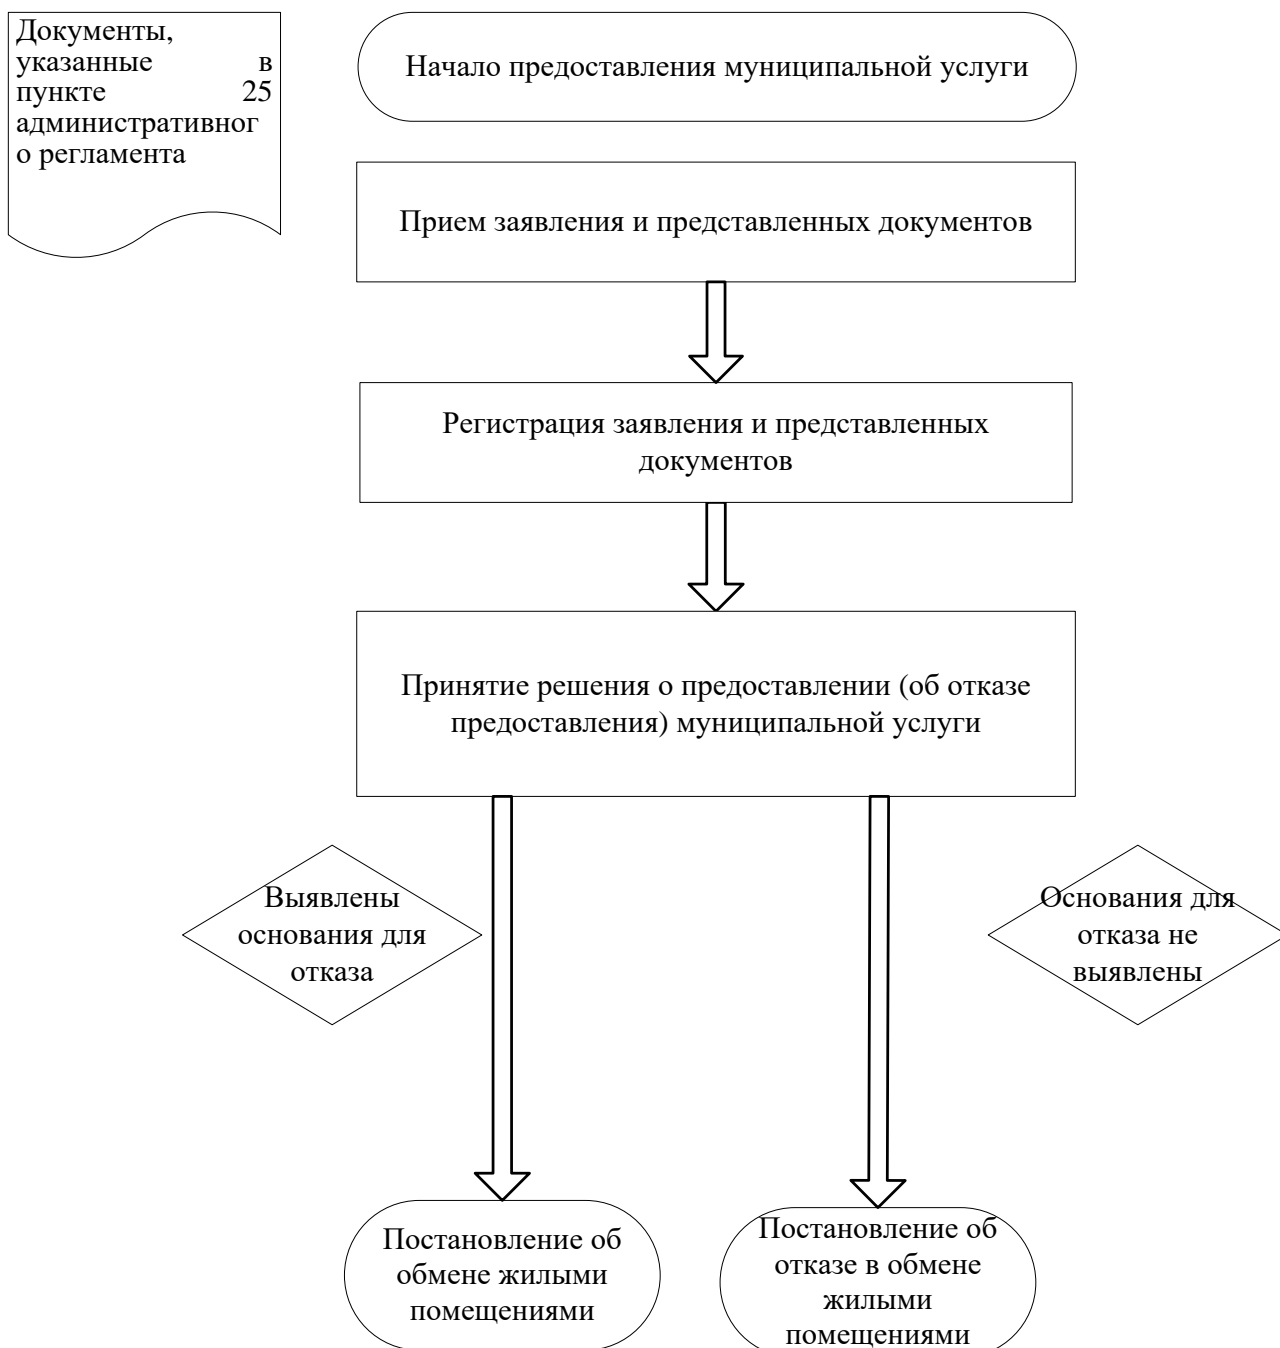 Документы,
указанные в
пункте 25
административног
о регламента
Начало предоставления муниципальной услуги
Прием заявления и представленных документов
Регистрация заявления и представленных
документов
Принятие решения о предоставлении (об отказе
предоставления) муниципальной услуги
Выявлены
основания для
отказа
Основания для
отказа не
выявлены
Постановление об
обмене жилыми
помещениями
Постановление об
отказе в обмене
жилыми
помещениями